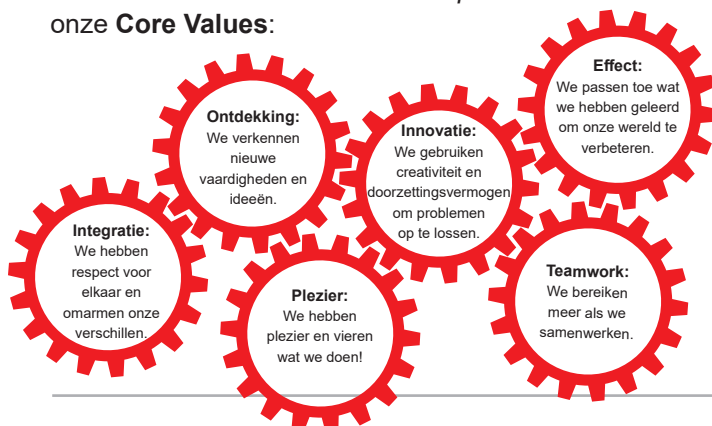 onze Core Values:
Effect:
We passen toe wat
we hebben geleerd
om onze wereld te
verbeteren.
Ontdekking:
We verkennen
nieuwe
vaardigheden en
ideeën.
Innovatie:
We gebruiken
creativiteit en
doorzettingsvermogen
om problemen
op te lossen.
Integratie:
We hebben
respect voor
elkaar en
omarmen onze
verschillen.
Plezier:
We hebben
plezier en vieren
wat we doen!
Teamwork:
We bereiken
meer als we
samenwerken.